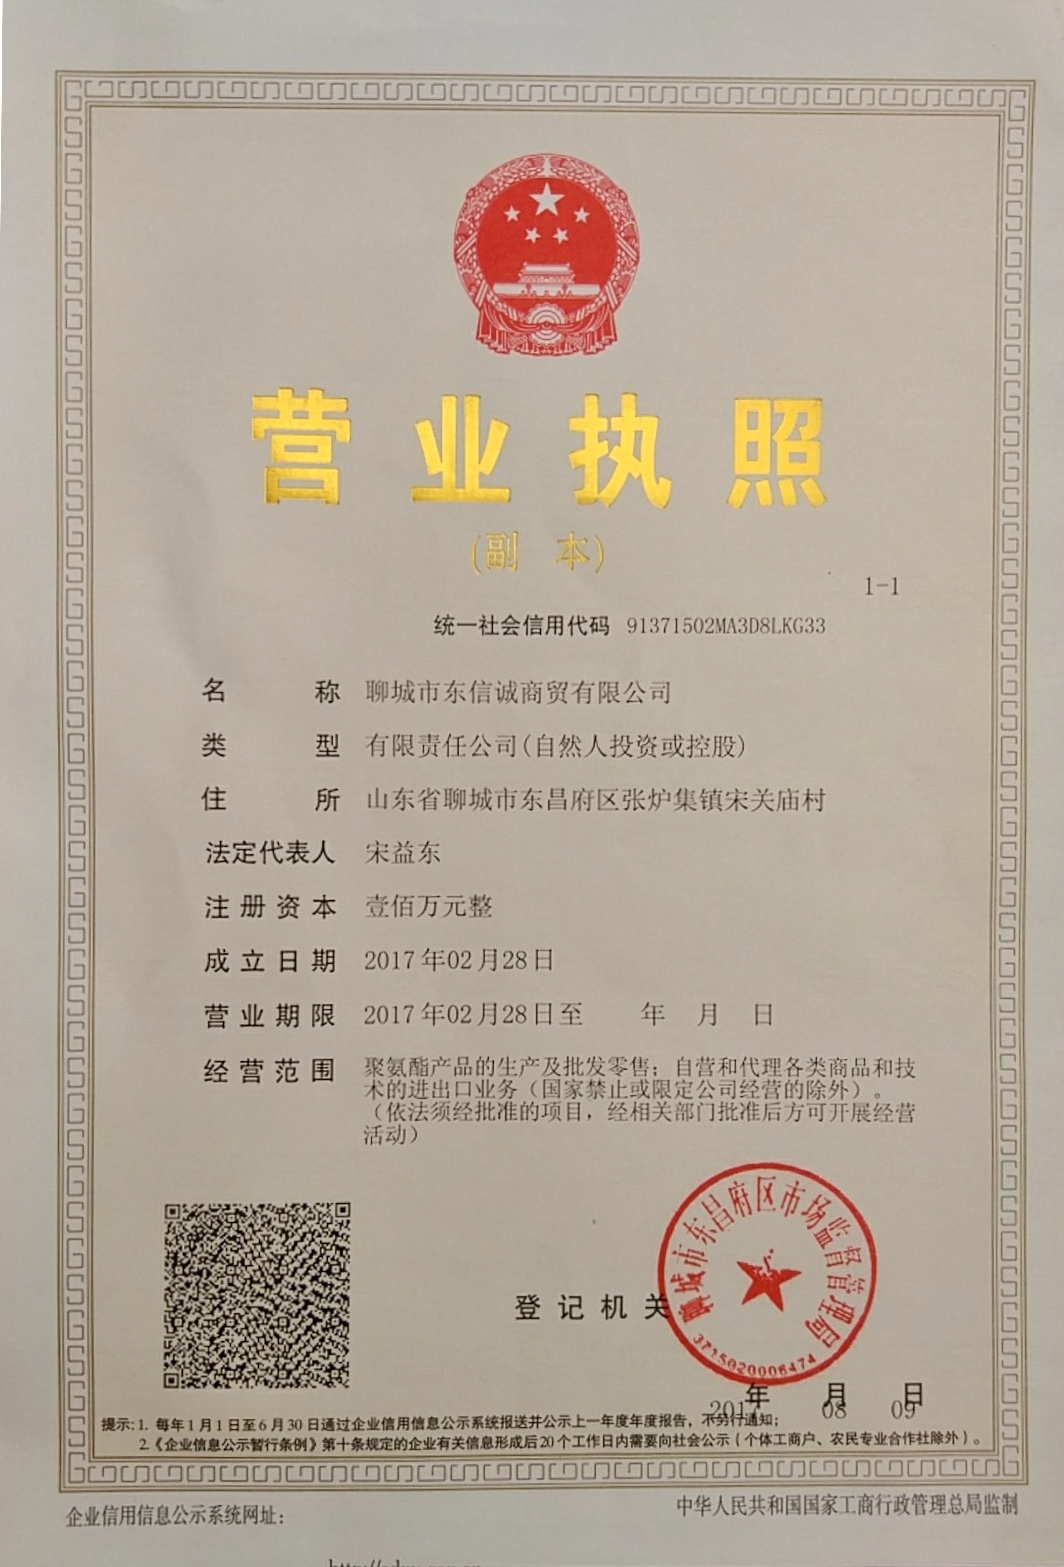 营业执照
(副 本)
1-1
统一社会信用代码 91371502MA3D8LKG33
名称 聊城市东信诚商贸有限公司
类型 有限责任公司(自然人投资或控股)
住所 山东省聊城市东昌府区张炉集镇宋关庙村
法定代表人 宋益东
注册资本 壹佰万元整
成立日期 2017年02月28日
营业期限 2017年02月28日至 年 月 日
经营范围 聚氨酯产品的生产及批发零售；自营和代理各类商品和技
术的进出口业务（国家禁止或限定公司经营的除外）。
（依法须经批准的项目，经相关部门批准后方可开展经营
活动）
聊城市东昌府区市场监督管理局
3715020006474
登记机关
2017年08月09日
提示:1. 每年1月1日至6月30日通过企业信用信息公示系统报送并公示上一年度年度报告，不另行通知；
2.《企业信息公示暂行条例》第十条规定的企业有关信息形成后20个工作日内需要向社会公示（个体工商户、农民专业合作社除外）。
企业信用信息公示系统网址：
中华人民共和国国家工商行政管理总局监制